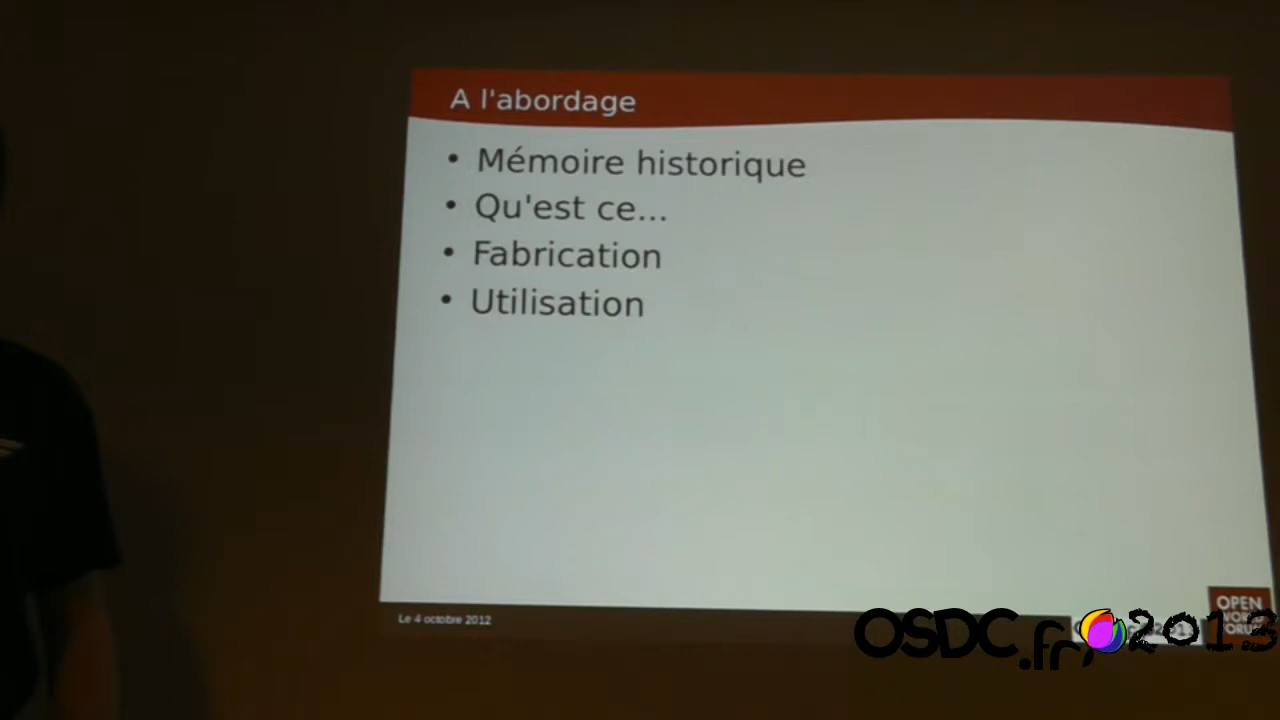 A l'abordage
• Mémoire historique
• Qu'est ce...
• Fabrication
• Utilisation
Le 4 octobre 2012
OPEN
OSDC.fr 2013